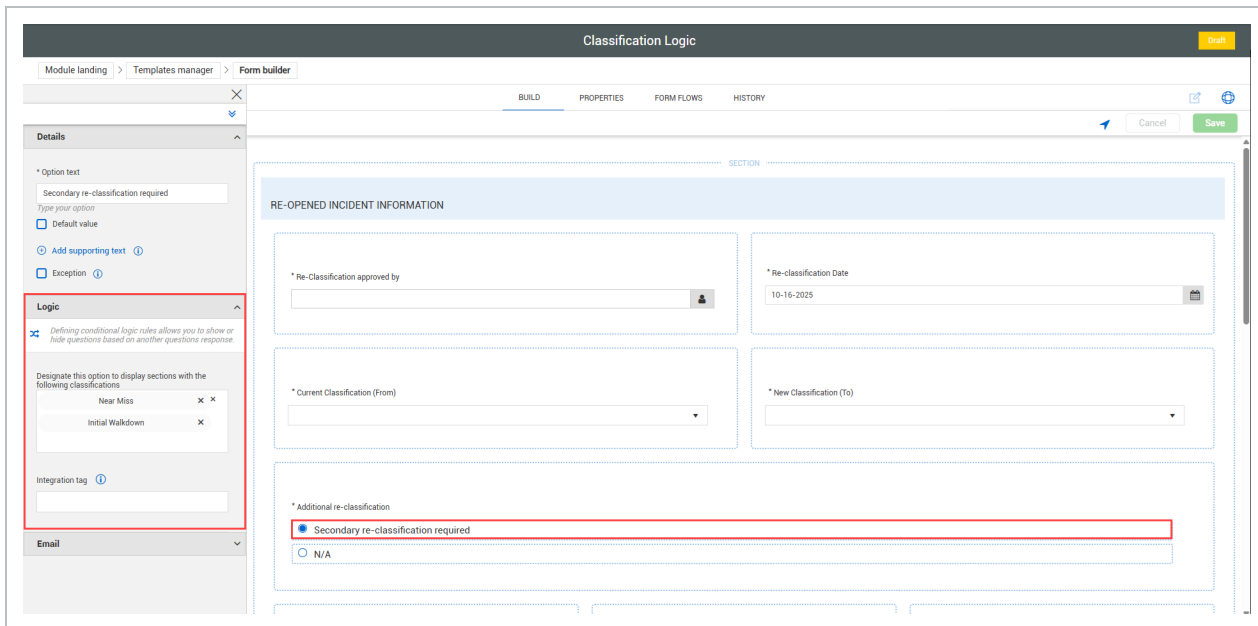 Classification Logic
Draft
Module landing > Templates manager > Form builder
BUILD PROPERTIES FORM FLOWS HISTORY
Cancel Save
Details
* Option text
Secondary re-classification required
Type your option
Default value
Add supporting text
Exception
Logic
Defining conditional logic rules allows you to show or
hide questions based on another questions response.
Designate this option to display sections with the
following classifications
Near Miss
Initial Walkdown
Integration tag
Email
SECTION
RE-OPENED INCIDENT INFORMATION
* Re-Classification approved by
* Re-classification Date
10-16-2025
* Current Classification (From)
* New Classification (To)
* Additional re-classification
Secondary re-classification required
N/A